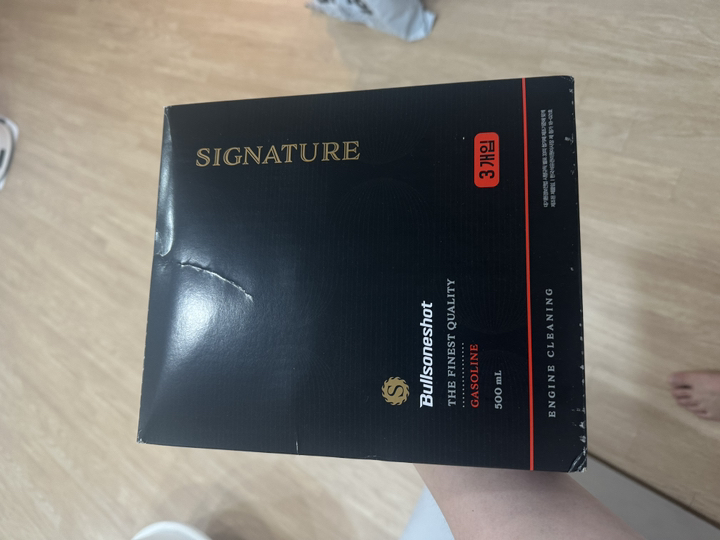 SIGNATURE
3개입
Bullsoneshot
THE FINEST QUALITY
GASOLINE
500 mL
ENGINE CLEANING